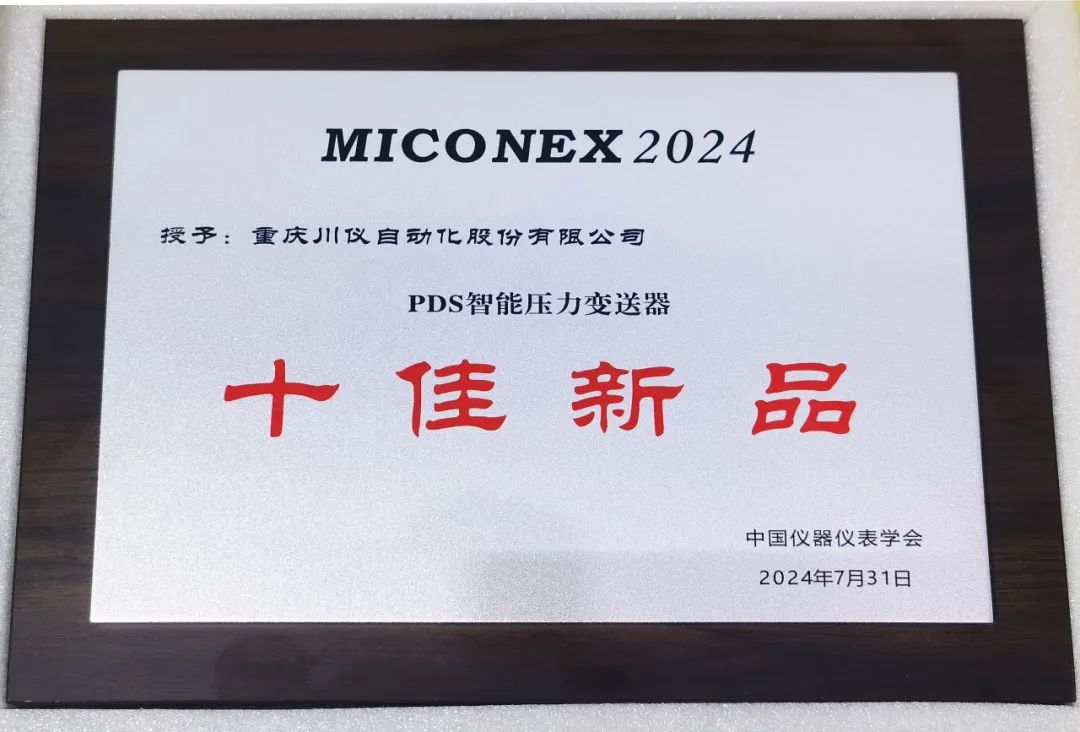 MICONEX 2024
授予：重庆川仪自动化股份有限公司
PDS智能压力变送器
十佳新品
中国仪器仪表学会
2024年7月31日